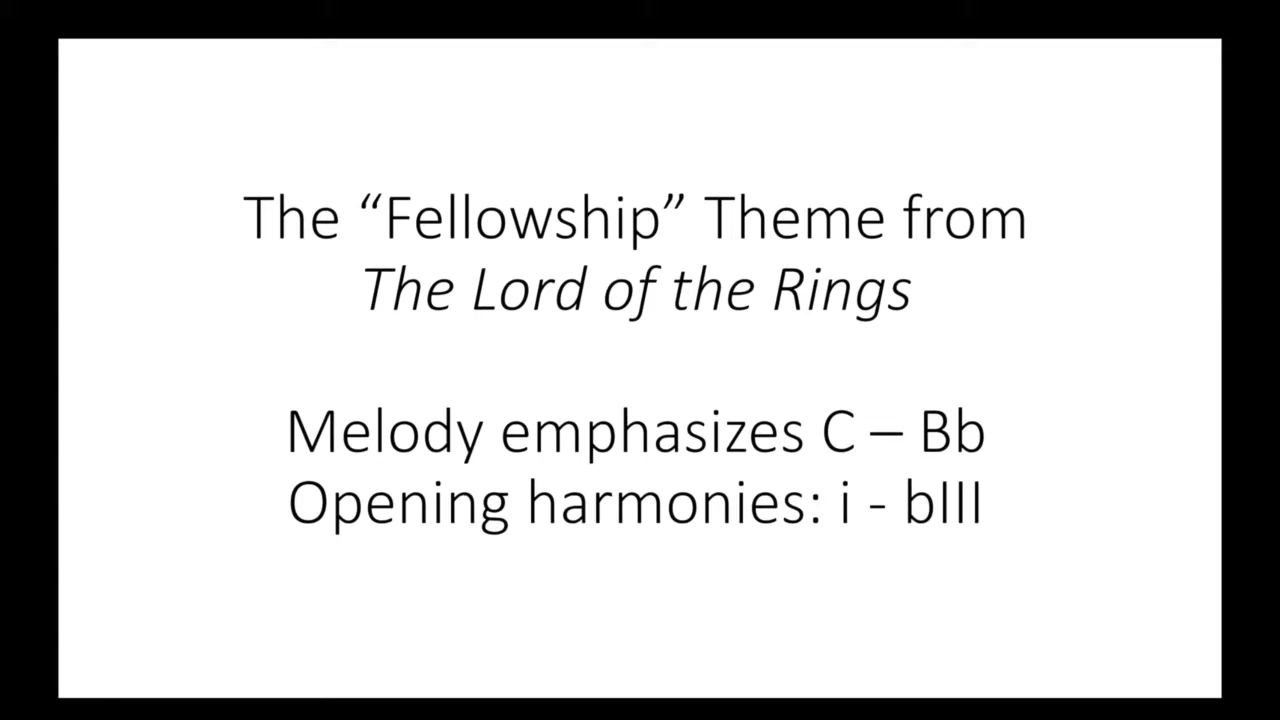 The “Fellowship” Theme from
The Lord of the Rings
Melody emphasizes C – Bb
Opening harmonies: i - bIII